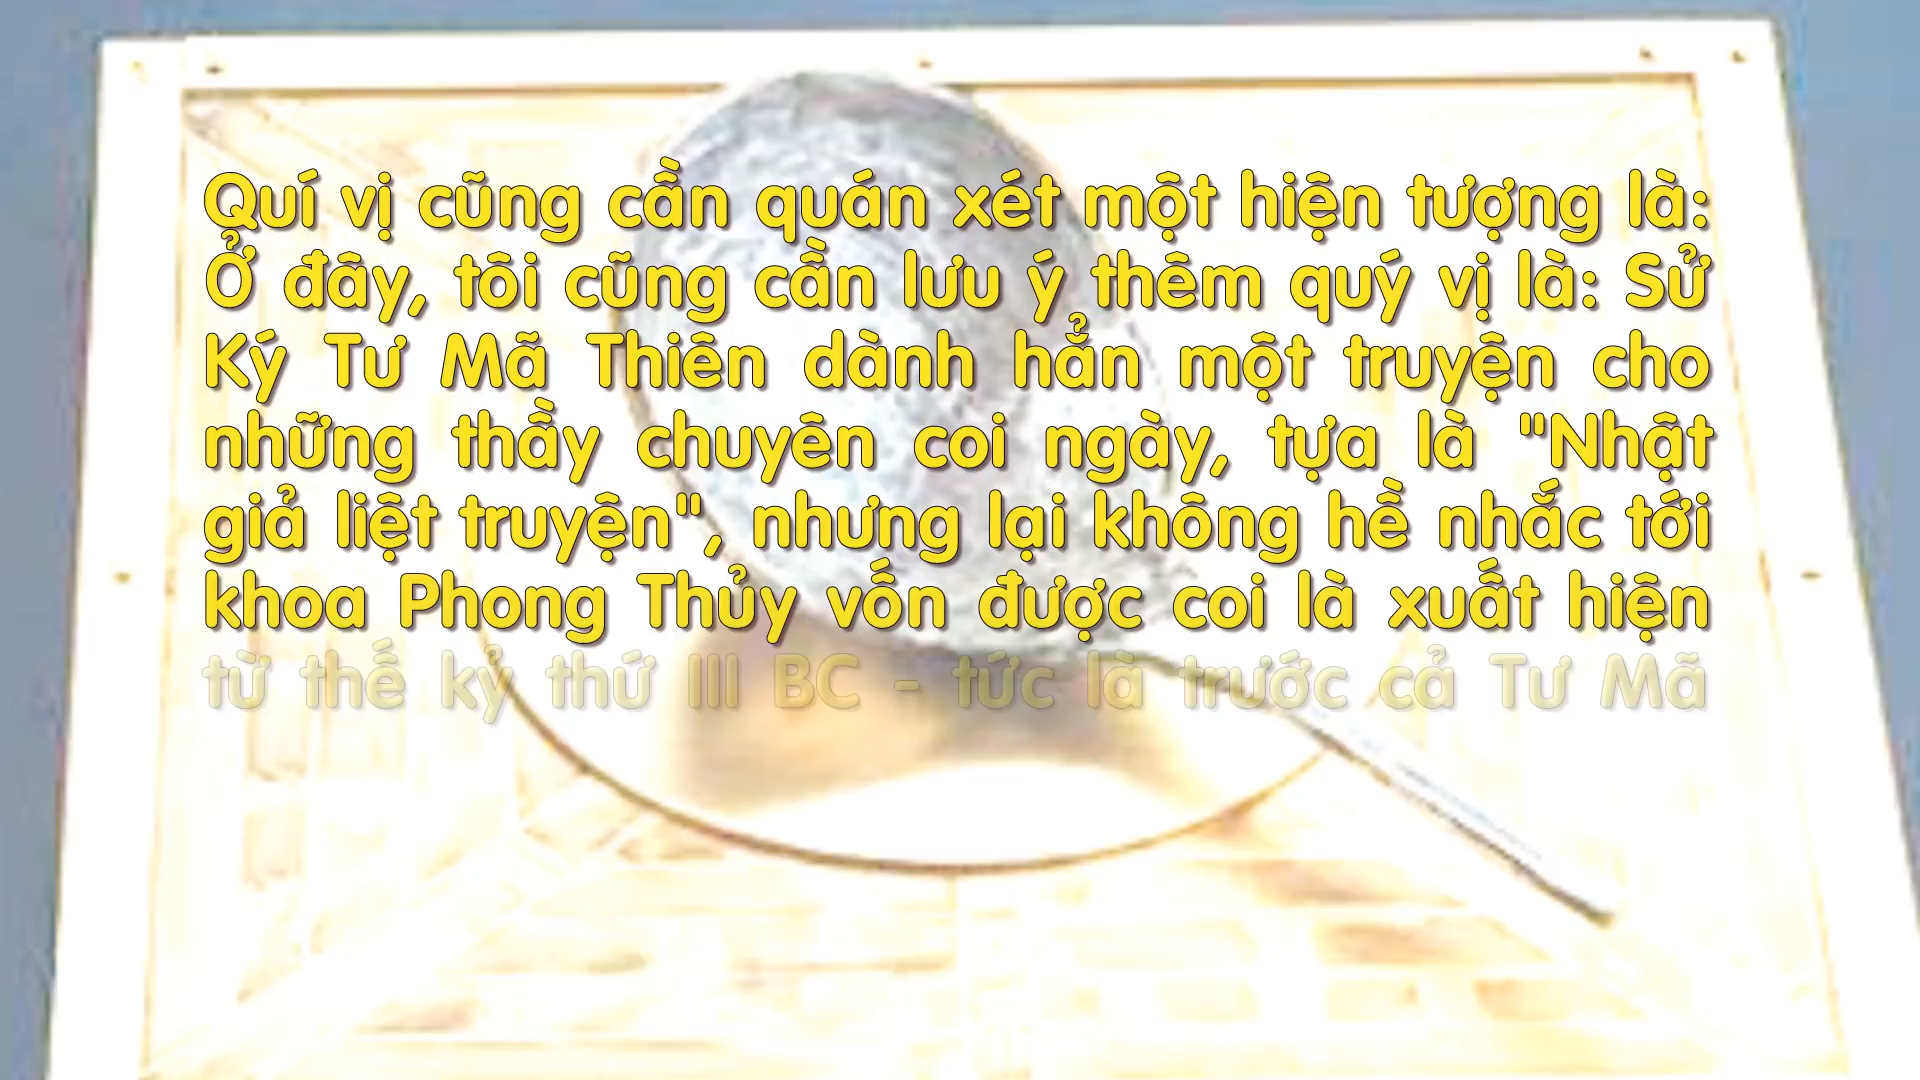 Quí vị cũng cần quán xét một hiện tượng là:
Ở đây, tôi cũng cần lưu ý thêm quý vị là: Sử
Ký Tư Mã Thiên dành hẳn một truyện cho
những thầy chuyên coi ngày, tựa là "Nhật
giả liệt truyện", nhưng lại không hề nhắc tới
khoa Phong Thủy vốn được coi là xuất hiện
từ thế kỷ thứ III BC - tức là trước cả Tư Mã